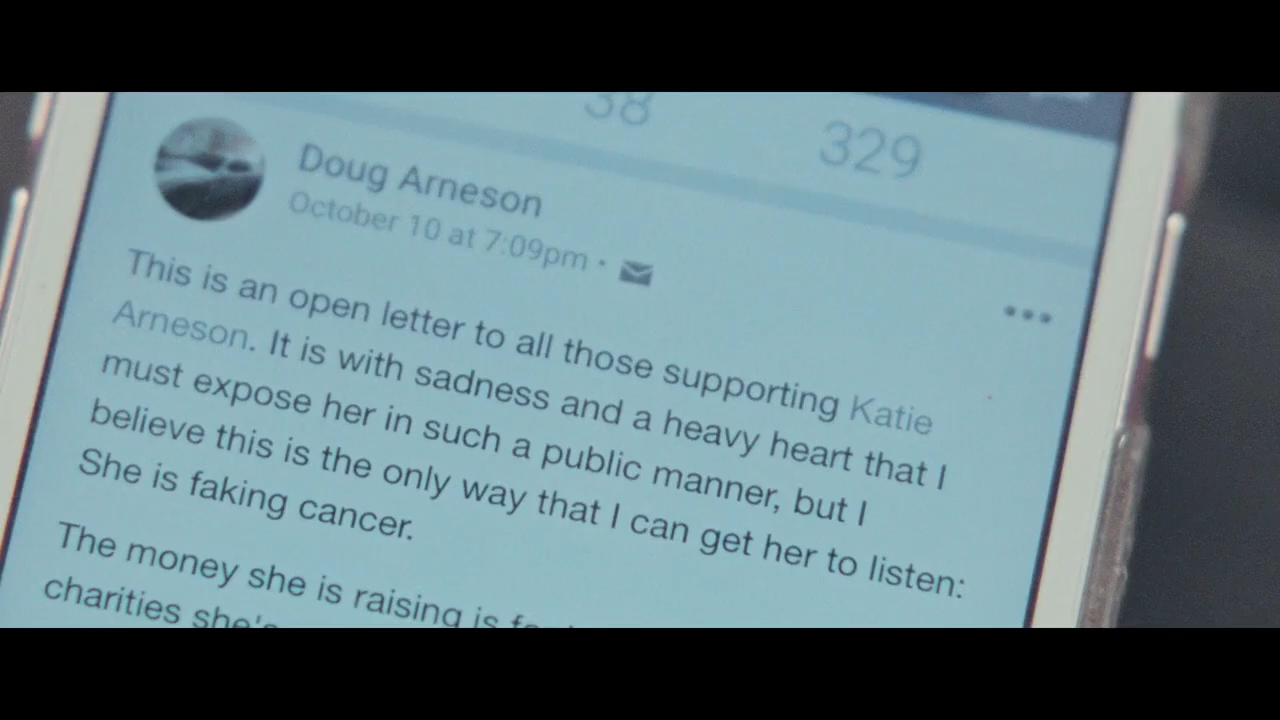 38 329
Doug Arneson
October 10 at 7:09pm •
This is an open letter to all those supporting Katie
Arneson. It is with sadness and a heavy heart that I
must expose her in such a public manner, but I
believe this is the only way that I can get her to listen:
She is faking cancer.
The money she is raising is
charities she's